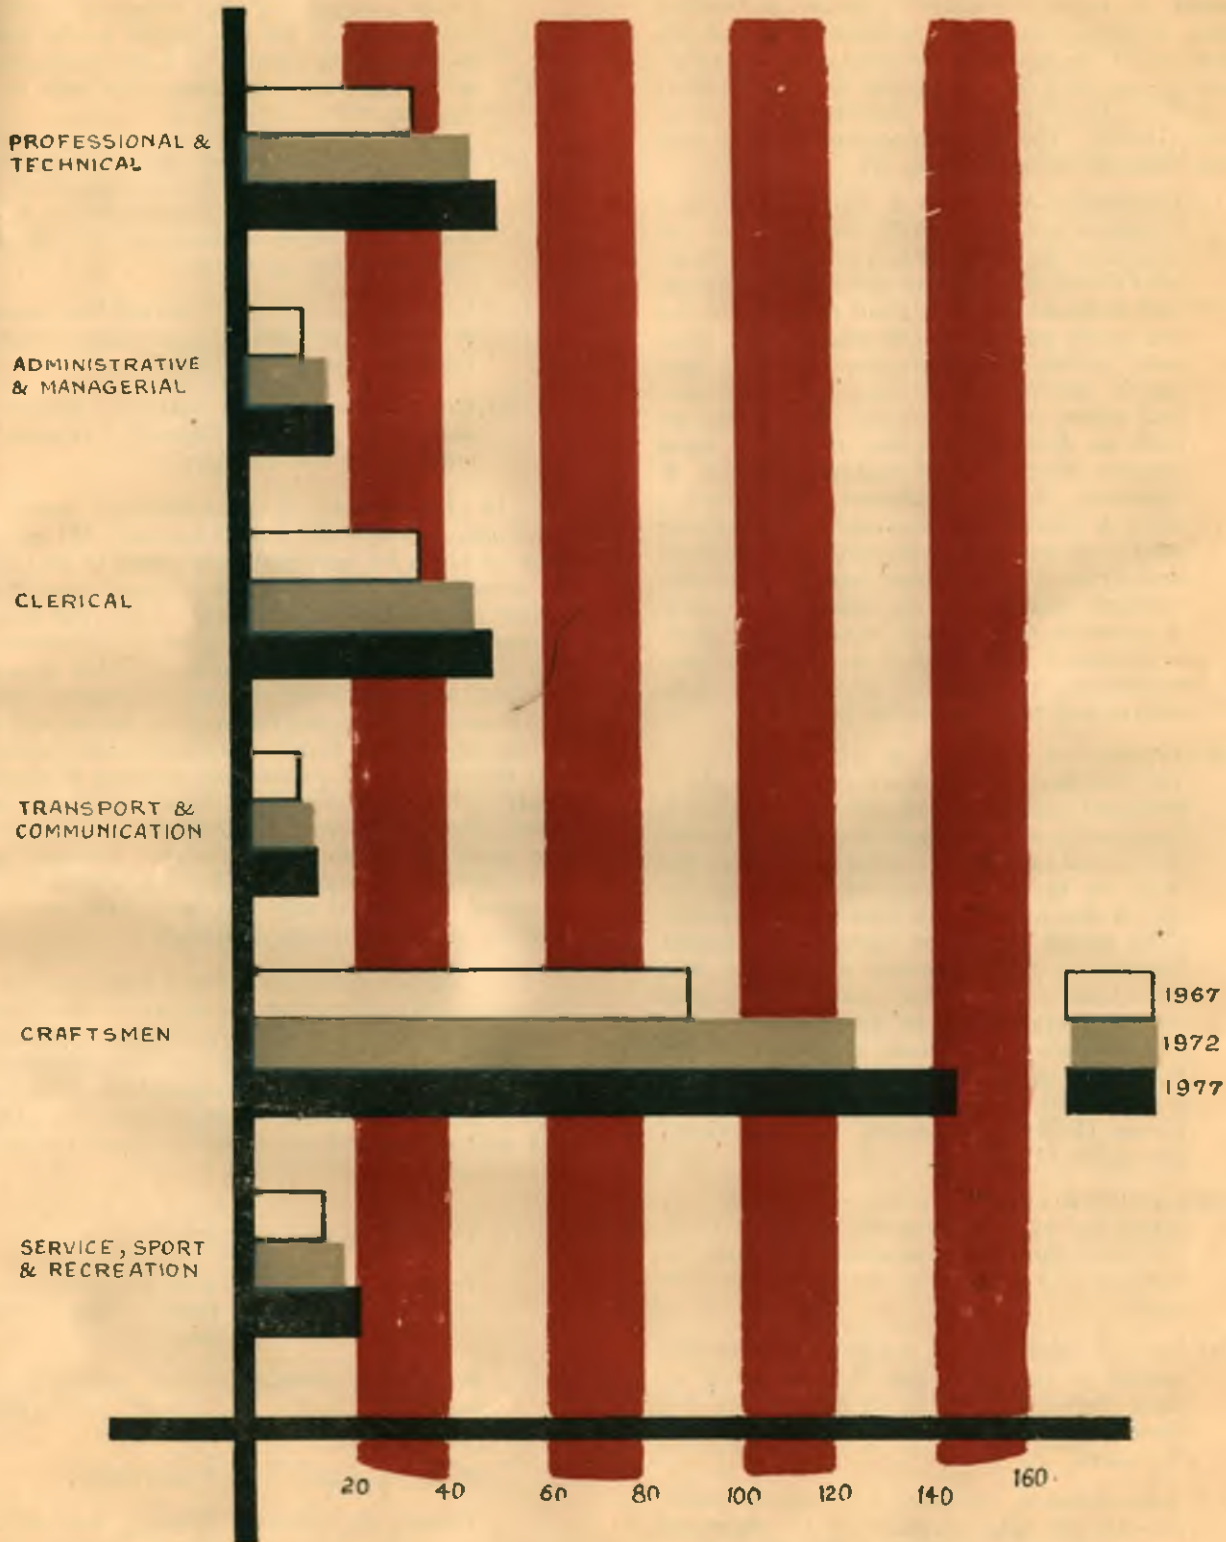 PROFESSIONAL &
TECHNICAL
ADMINISTRATIVE
& MANAGERIAL
CLERICAL
TRANSPORT &
COMMUNICATION
CRAFTSMEN
1967
1972
1977
SERVICE, SPORT
& RECREATION
20 40 60 80 100 120 140 160